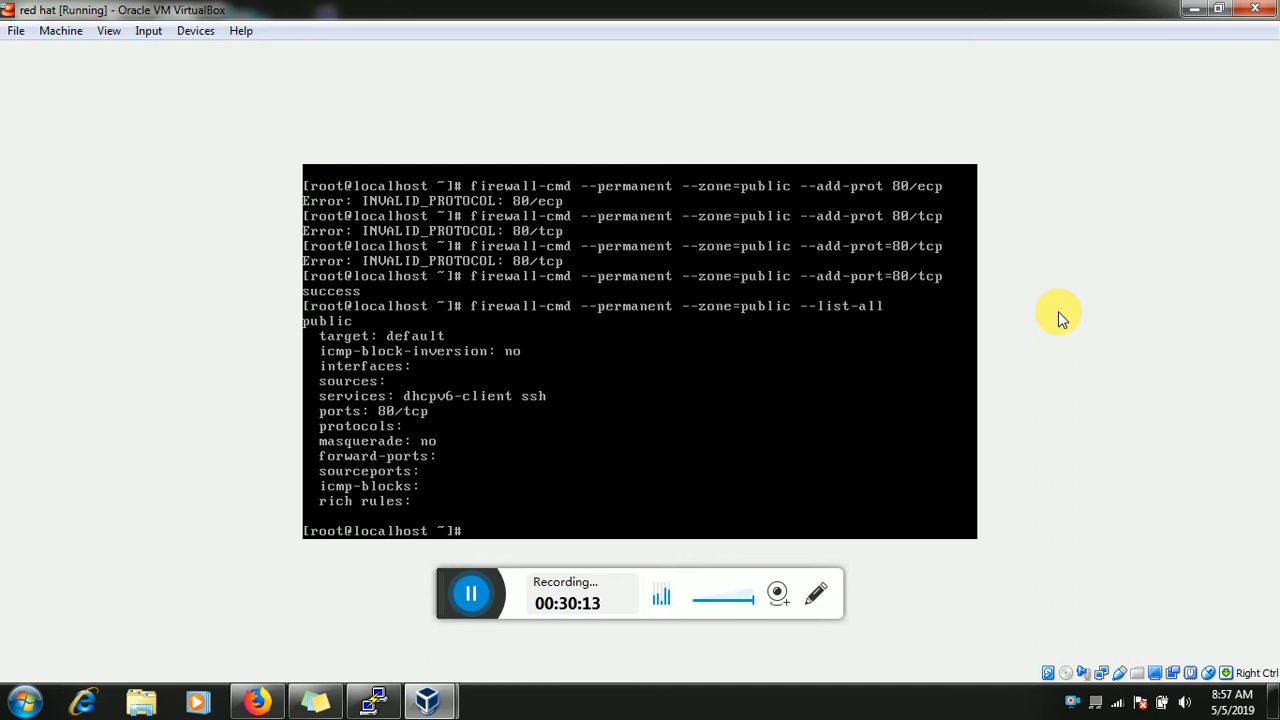 red hat [Running] - Oracle VM VirtualBox
File Machine View Input Devices Help
[root@localhost ~]# firewall-cmd --permanent --zone=public --add-prot 80/ecp
Error: INVALID_PROTOCOL: 80/ecp
[root@localhost ~]# firewall-cmd --permanent --zone=public --add-prot 80/tcp
Error: INVALID_PROTOCOL: 80/tcp
[root@localhost ~]# firewall-cmd --permanent --zone=public --add-prot=80/tcp
Error: INVALID_PROTOCOL: 80/tcp
[root@localhost ~]# firewall-cmd --permanent --zone=public --add-port=80/tcp
success
[root@localhost ~]# firewall-cmd --permanent --zone=public --list-all
public
  target: default
  icmp-block-inversion: no
  interfaces:
  sources:
  services: dhcpv6-client ssh
  ports: 80/tcp
  protocols:
  masquerade: no
  forward-ports:
  sourceports:
  icmp-blocks:
  rich rules:
[root@localhost ~]#
Recording...
00:30:13
Right Ctrl
8:57 AM
5/5/2019